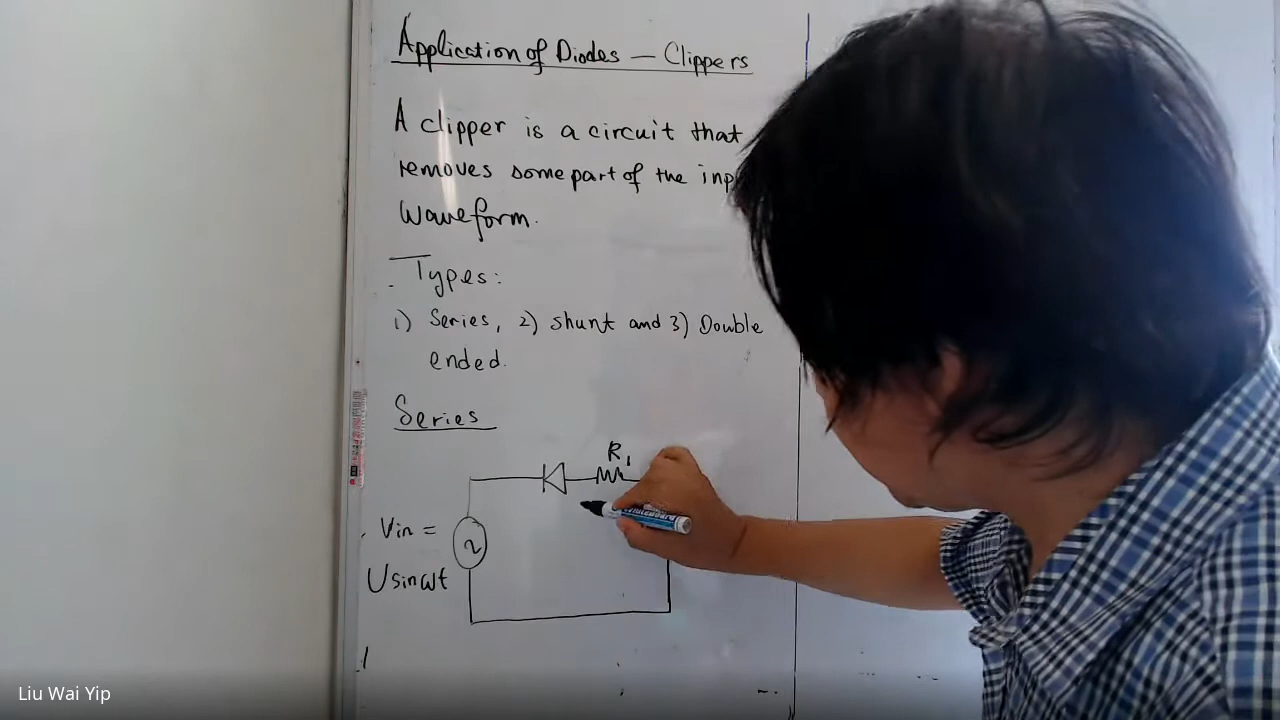 Application of Diodes — Clippers
A clipper is a circuit that
removes some part of the inp
waveform.
Types:
1) Series, 2) shunt and 3) Double
ended.
Series
R1
Vin =
Usinωt
Liu Wai Yip